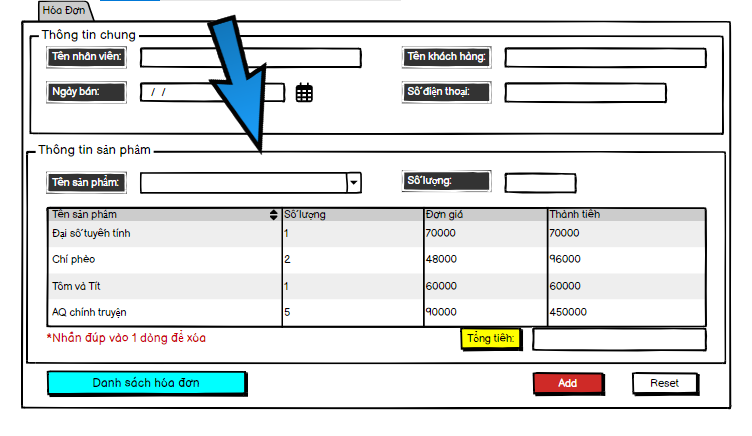 Hóa Đơn
Thông tin chung
Tên nhân viên:
Tên khách hàng:
Ngày bán:
/ /
Số điện thoại:
Thông tin sản phẩm
Tên sản phẩm:
Số lượng:
Tên sản phẩm Số lượng Đơn giá Thành tiền
Đại số tuyến tính 1 70000 70000
Chí phèo 2 48000 96000
Tôm và Tít 1 60000 60000
AQ chính truyện 5 90000 450000
*Nhấn đúp vào 1 dòng để xóa
Tổng tiền:
Danh sách hóa đơn
Add
Reset